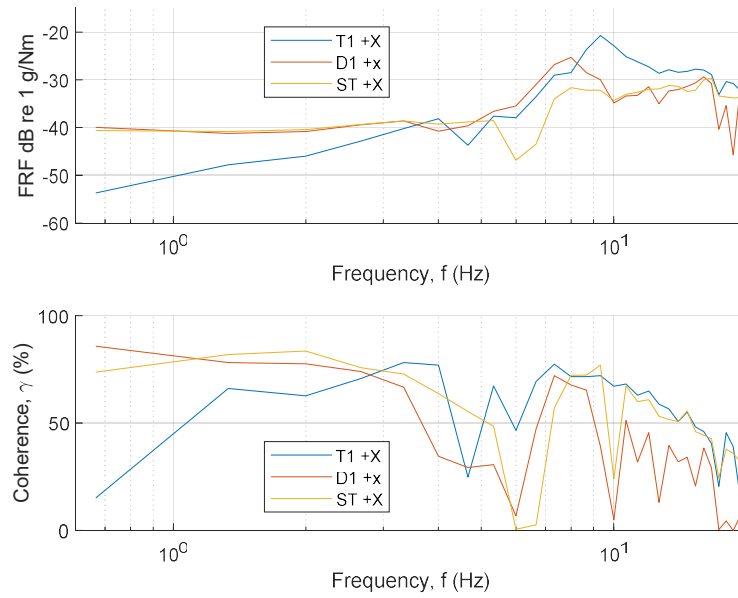 FRF dB re 1 g/Nm
-20
-30
-40
-50
-60
T1 +X
D1 +x
ST +X
10^0
10^1
Frequency, f (Hz)
Coherence, γ (%)
100
50
0
T1 +X
D1 +x
ST +X
10^0
10^1
Frequency, f (Hz)